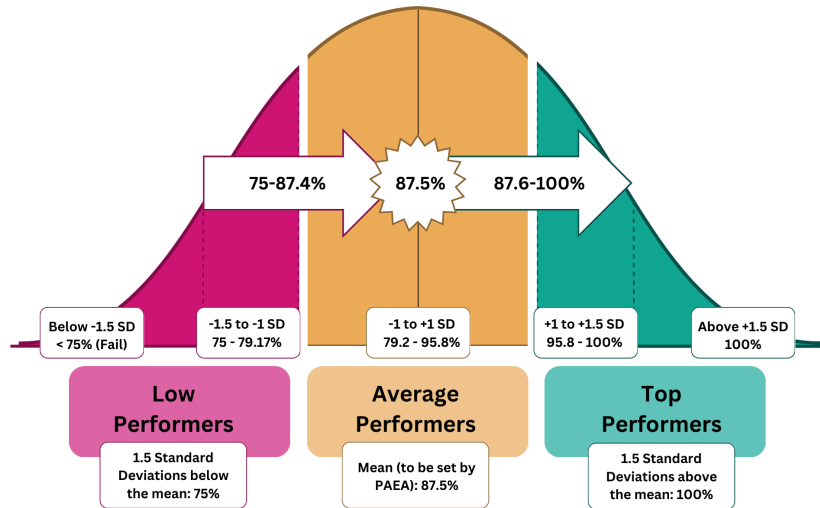 75-87.4%
87.5%
87.6-100%
Below -1.5 SD
< 75% (Fail)
-1.5 to -1 SD
75 - 79.17%
-1 to +1 SD
79.2 - 95.8%
+1 to +1.5 SD
95.8 - 100%
Above +1.5 SD
100%
Low
Performers
Average
Performers
Top
Performers
1.5 Standard
Deviations below
the mean: 75%
Mean (to be set by
PAEA): 87.5%
1.5 Standard
Deviations above
the mean: 100%